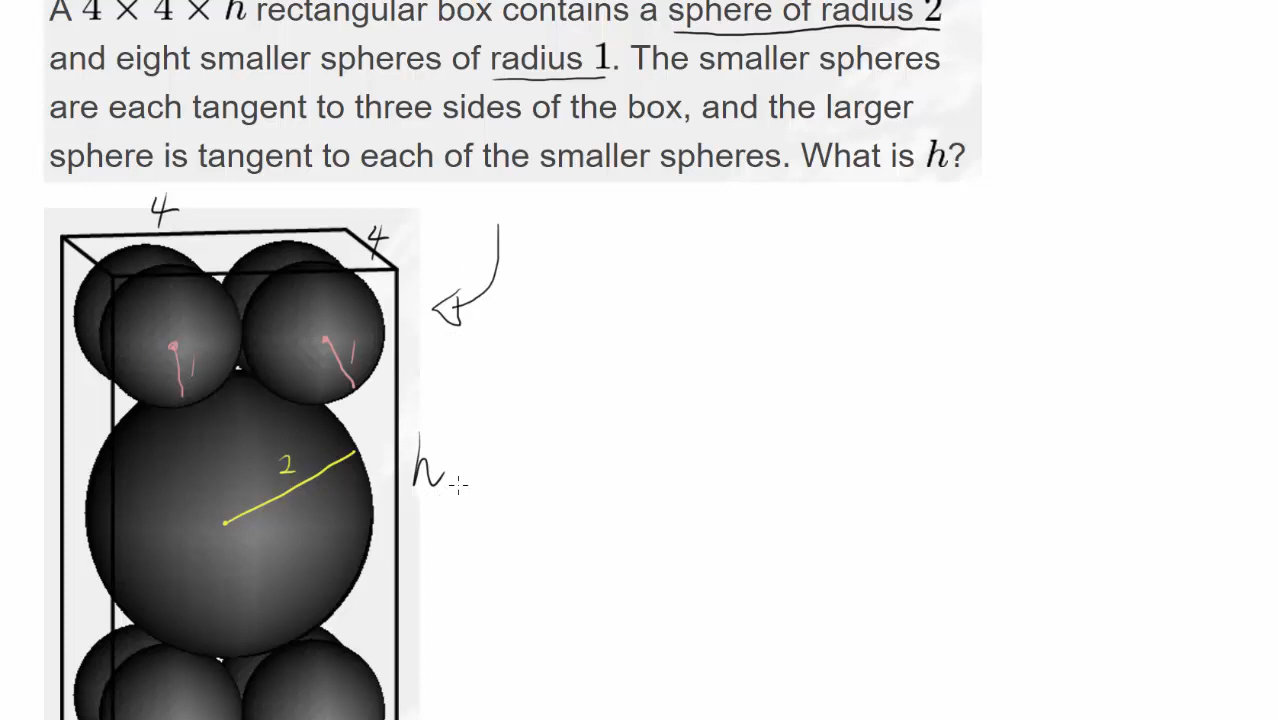 A 4 × 4 × h rectangular box contains a sphere of radius 2
and eight smaller spheres of radius 1. The smaller spheres
are each tangent to three sides of the box, and the larger
sphere is tangent to each of the smaller spheres. What is h?
4
4
1
1
2
h